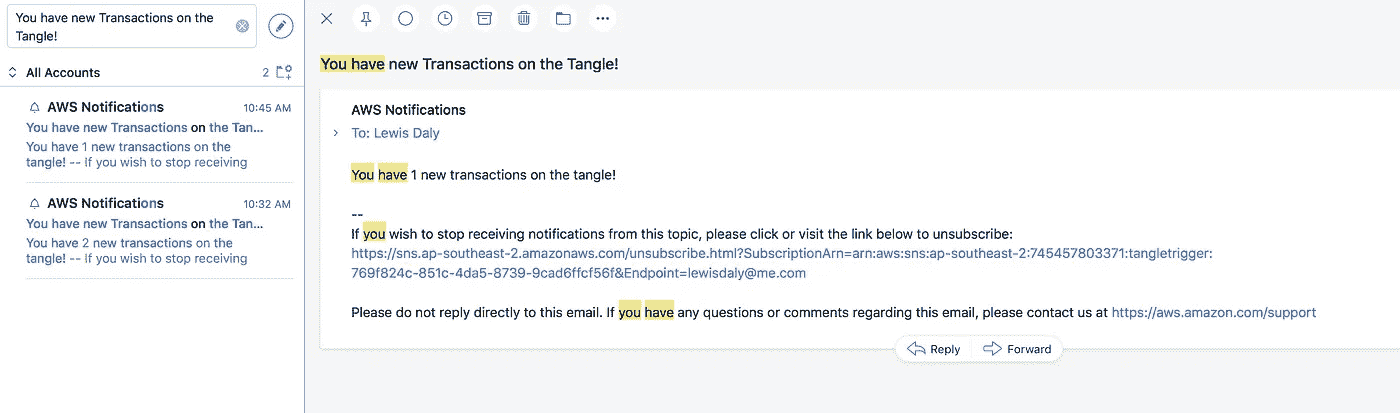 You have new Transactions on the
Tangle!
All Accounts
2
AWS Notifications
10:45 AM
You have new Transactions on the Tan...
You have 1 new transactions on the
tangle! -- If you wish to stop receiving
AWS Notifications
10:32 AM
You have new Transactions on the Tan...
You have 2 new transactions on the
tangle! -- If you wish to stop receiving
You have new Transactions on the Tangle!
AWS Notifications
To: Lewis Daly
You have 1 new transactions on the tangle!
--
If you wish to stop receiving notifications from this topic, please click or visit the link below to unsubscribe:
https://sns.ap-southeast-2.amazonaws.com/unsubscribe.html?SubscriptionArn=arn:aws:sns:ap-southeast-2:745457803371:tangletrigger:
769f824c-851c-4da5-8739-9cad6ffcf56f&Endpoint=lewisdaly@me.com
Please do not reply directly to this email. If you have any questions or comments regarding this email, please contact us at https://aws.amazon.com/support
Reply
Forward